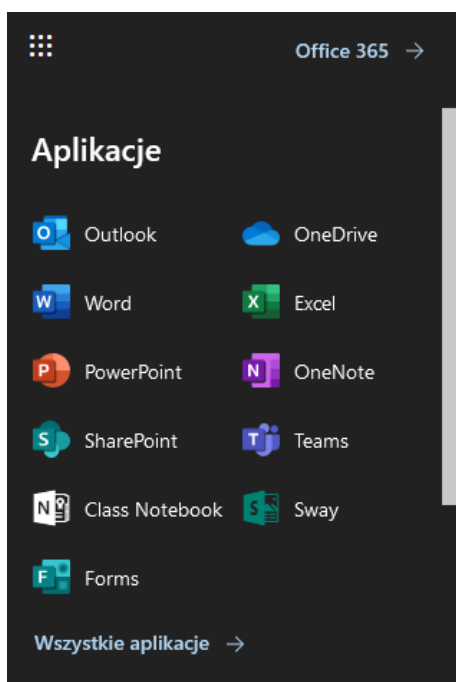 Office 365 →
Aplikacje
Outlook
OneDrive
Word
Excel
PowerPoint
OneNote
SharePoint
Teams
Class Notebook
Sway
Forms
Wszystkie aplikacje →